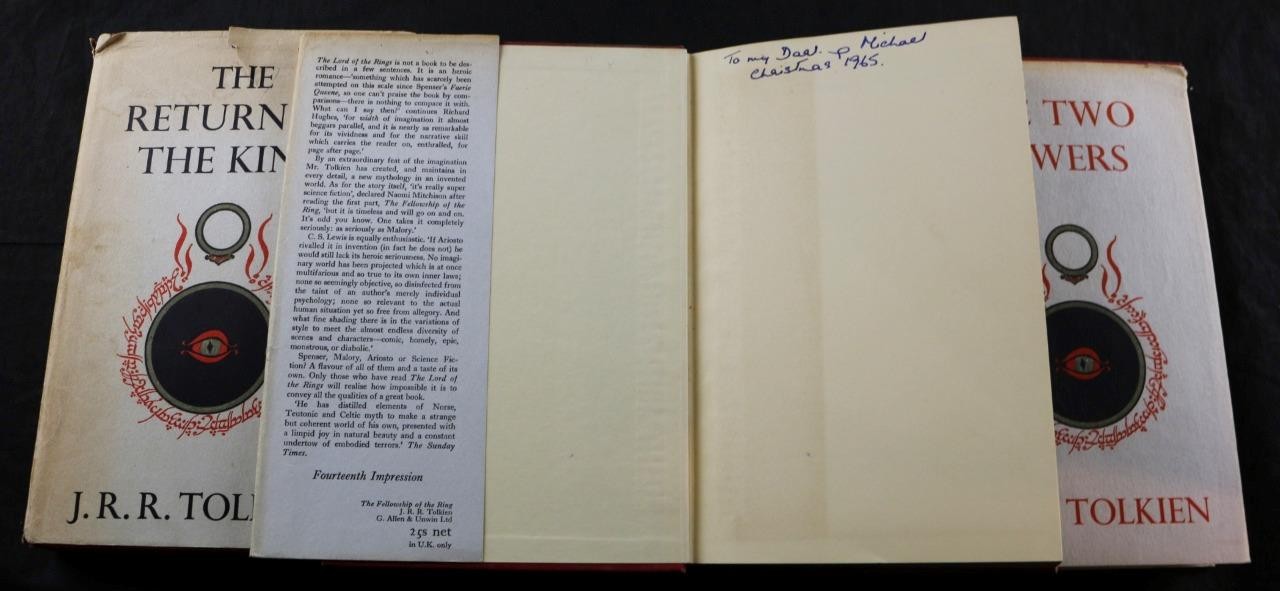 THE
RETURN
THE KIN
J. R. R. TOL
The Lord of the Rings is not a book to be des-
cribed in a few sentences. It is an heroic
romance—'something which has scarcely been
attempted on this scale since Spenser's Faerie
Queene, so one can't praise the book by com-
parisons—there is nothing to compare it with.
What can I say then?' continues Richard
Hughes, 'for width of imagination it almost
beggars parallel, and it is nearly as remarkable
for its vividness and for the narrative skill
which carries the reader on, enthralled, for
page after page.'
By an extraordinary feat of the imagination
Mr. Tolkien has created, and maintains in
every detail, a new mythology in an invented
world. As for the story itself, 'it's really super
science fiction', declared Naomi Mitchison after
reading the first part, The Fellowship of the
Ring, 'but it is timeless and will go on and on.
It's odd you know. One takes it completely
seriously: as seriously as Malory.'
C. S. Lewis is equally enthusiastic. 'If Ariosto
rivalled it in invention (in fact he does not) he
would still lack its heroic seriousness. No imagi-
nary world has been projected which is at once
multifarious and so true to its own inner laws;
none so seemingly objective, so disinfected from
the taint of an author's merely individual
psychology; none so relevant to the actual
human situation yet so free from allegory. And
what fine shading there is in the variations of
style to meet the almost endless diversity of
scenes and characters—comic, homely, epic,
monstrous, or diabolic.'
Spenser, Malory, Ariosto or Science Fic-
tion? A flavour of all of them and a taste of its
own. Only those who have read The Lord of
the Rings will realise how impossible it is to
convey all the qualities of a great book.
'He has distilled elements of Norse,
Teutonic and Celtic myth to make a strange
but coherent world of his own, presented with
a limpid joy in natural beauty and a constant
undertow of embodied terrors.' The Sunday
Times.
Fourteenth Impression
The Fellowship of the Ring
J. R. R. Tolkien
G. Allen & Unwin Ltd
25s net
in U.K. only
To my Dad. Michael
Christmas 1965.
TWO
WERS
TOLKIEN